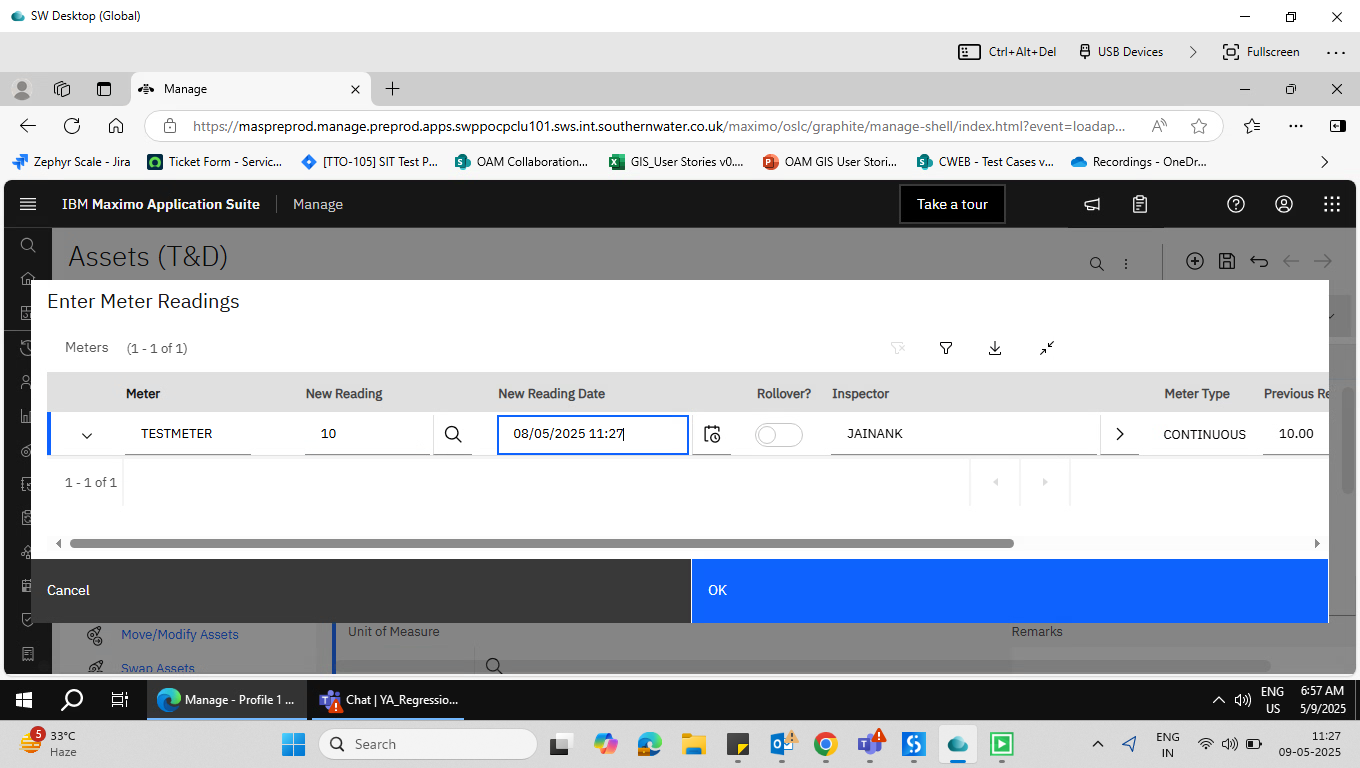 SW Desktop (Global)
Ctrl+Alt+Del USB Devices Fullscreen
Manage
https://maspreprod.manage.preprod.apps.swppocpclu101.sws.int.southernwater.co.uk/maximo/oslc/graphite/manage-shell/index.html?event=loadap...
Zephyr Scale - Jira Ticket Form - Servic... [TTO-105] SIT Test P... OAM Collaboration... GIS_User Stories v0.... OAM GIS User Stori... CWEB - Test Cases v... Recordings - OneDr...
IBM Maximo Application Suite Manage Take a tour
Assets (T&D)
Enter Meter Readings
Meters (1 - 1 of 1)
Meter New Reading New Reading Date Rollover? Inspector Meter Type Previous Re
TESTMETER 10 08/05/2025 11:27 JAINANK CONTINUOUS 10.00
1 - 1 of 1
Cancel OK
Move/Modify Assets Unit of Measure Remarks
Swap Assets
Manage - Profile 1 ... Chat | YA_Regressio... ENG US 6:57 AM 5/9/2025
5 33°C Haze Search ENG IN 11:27 09-05-2025